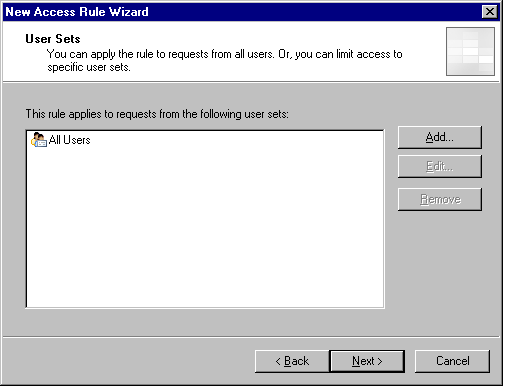 New Access Rule Wizard
User Sets
You can apply the rule to requests from all users. Or, you can limit access to
specific user sets.
This rule applies to requests from the following user sets:
All Users
Add...
Edit...
Remove
< Back
Next >
Cancel